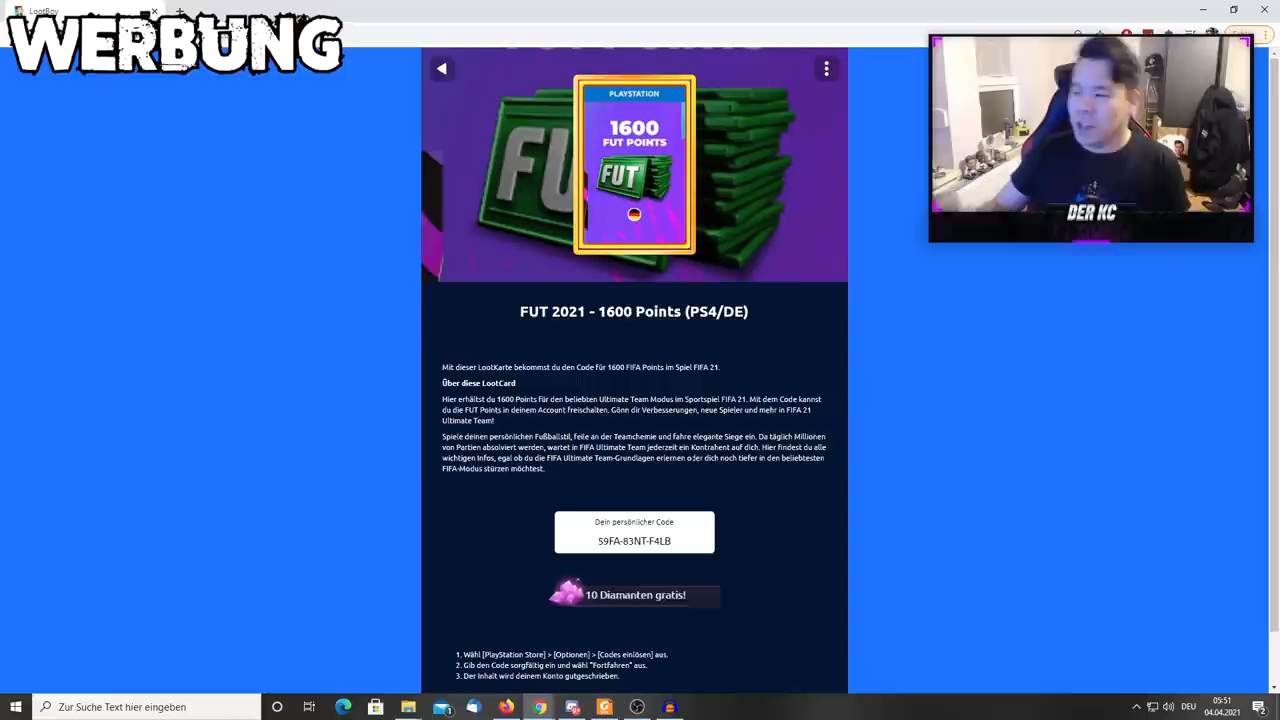 LootBoy
WERBUNG
PLAYSTATION
1600
FUT POINTS
FUT
FU
DER KC
FUT 2021 - 1600 Points (PS4/DE)
Mit dieser LootKarte bekommst du den Code für 1600 FIFA Points im Spiel FIFA 21.
Über diese LootCard
Hier erhältst du 1600 Points für den beliebten Ultimate Team Modus im Sportspiel FIFA 21. Mit dem Code kannst
du die FUT Points in deinem Account freischalten. Gönn dir Verbesserungen, neue Spieler und mehr in FIFA 21
Ultimate Team!
Spiele deinen persönlichen Fußballstil, feile an der Teamchemie und fahre elegante Siege ein. Da täglich Millionen
von Partien absolviert werden, wartet in FIFA Ultimate Team jederzeit ein Kontrahent auf dich. Hier findest du alle
wichtigen Infos, egal ob du die FIFA Ultimate Team-Grundlagen erlernen oder dich noch tiefer in den beliebtesten
FIFA-Modus stürzen möchtest.
Dein persönlicher Code
59FA-83NT-F4LB
10 Diamanten gratis!
1. Wähl [PlayStation Store] > [Optionen] > [Codes einlösen] aus.
2. Gib den Code sorgfältig ein und wähl "Fortfahren" aus.
3. Der Inhalt wird deinem Konto gutgeschrieben.
Zur Suche Text hier eingeben
DEU
05:51
04.04.2021